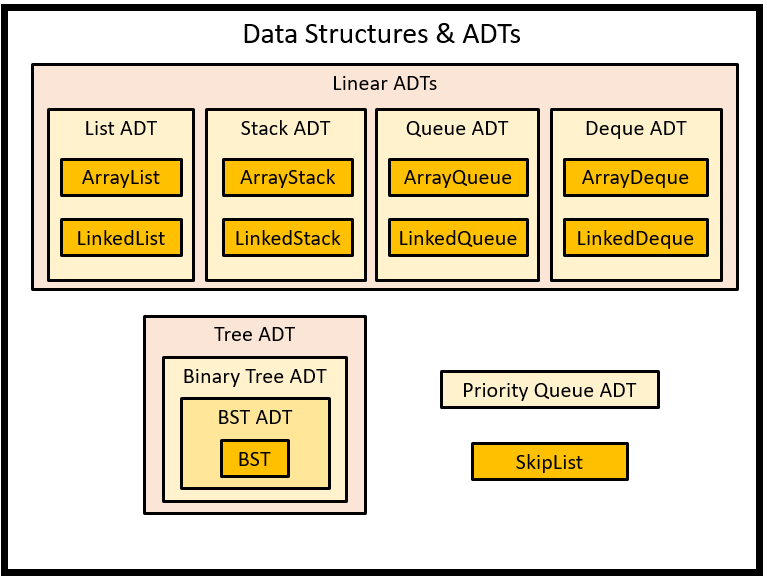 Data Structures & ADTs
Linear ADTs
List ADT
ArrayList
LinkedList
Stack ADT
ArrayStack
LinkedStack
Queue ADT
ArrayQueue
LinkedQueue
Deque ADT
ArrayDeque
LinkedDeque
Tree ADT
Binary Tree ADT
BST ADT
BST
Priority Queue ADT
SkipList